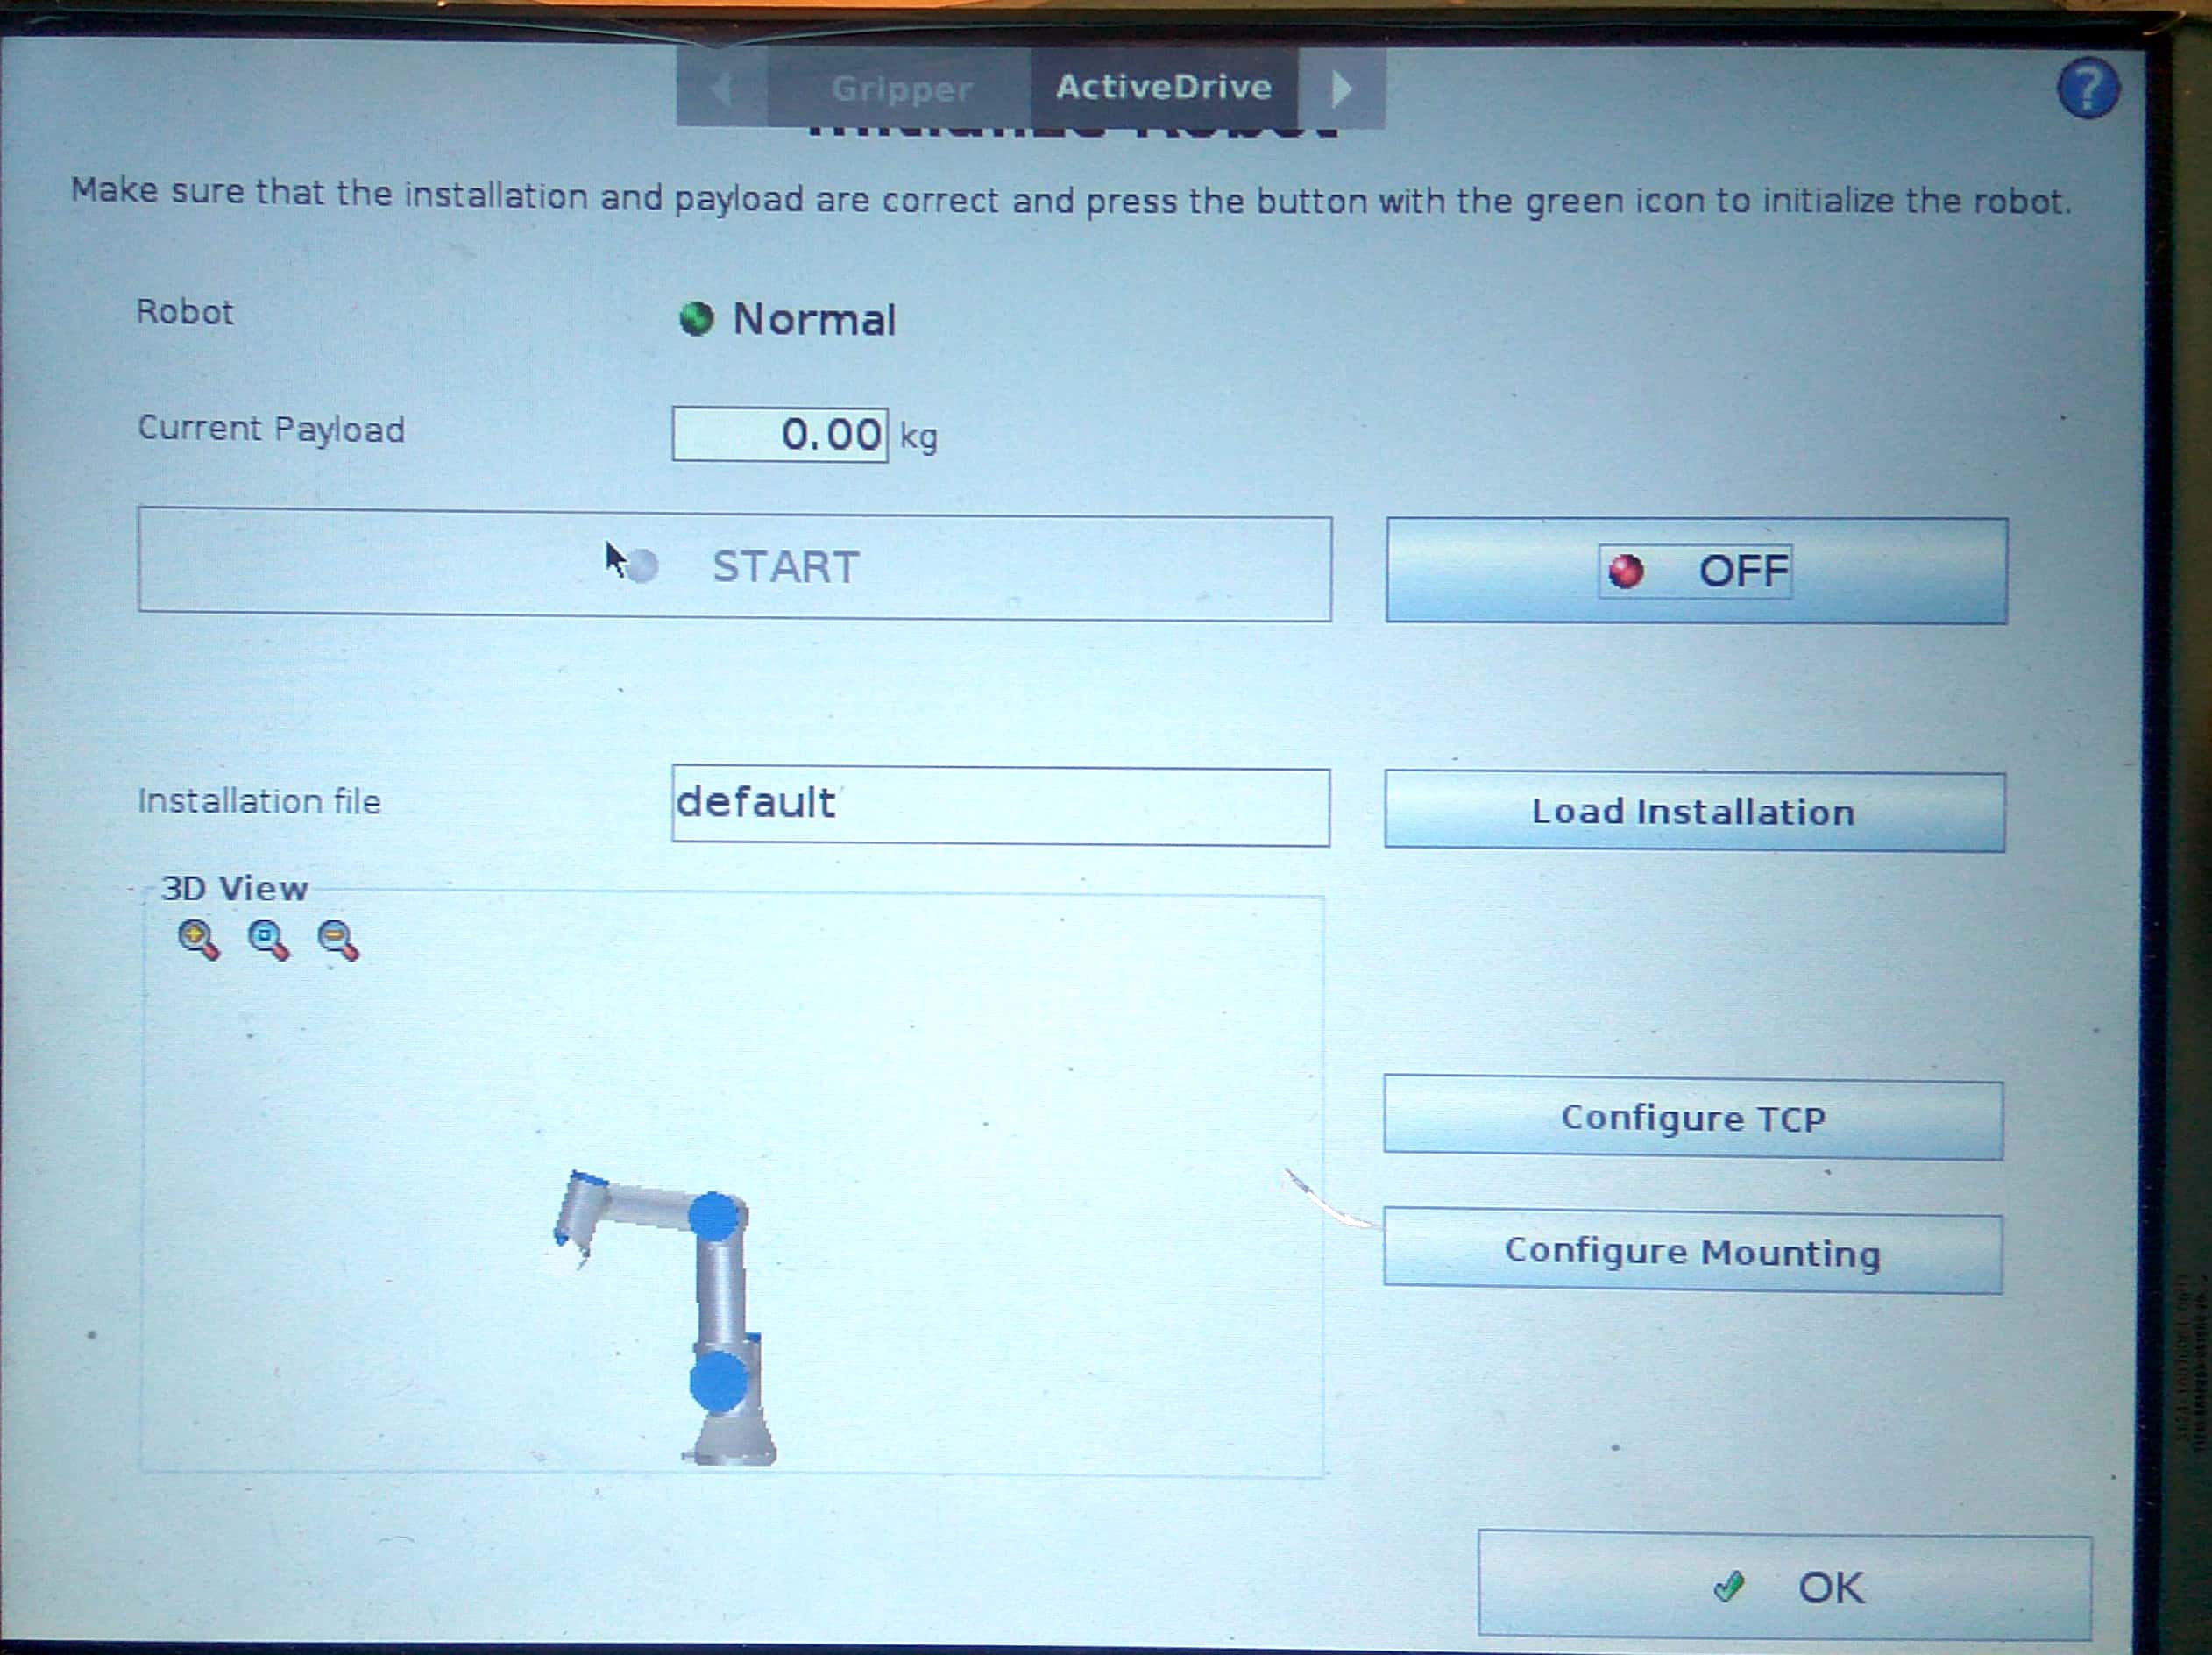 Gripper ActiveDrive
?
Make sure that the installation and payload are correct and press the button with the green icon to initialize the robot.
Robot Normal
Current Payload 0.00 kg
START OFF
Installation file default Load Installation
3D View
Configure TCP
Configure Mounting
OK